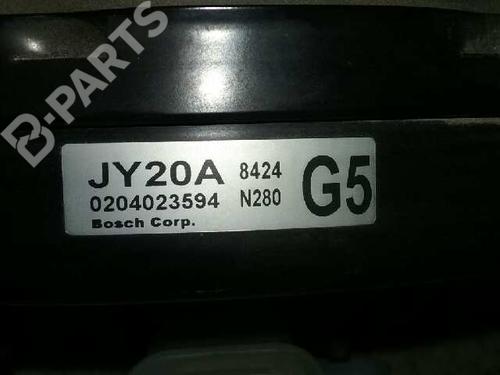 B-PARTS
JY20A 8424 G5
0204023594 N280
Bosch Corp.